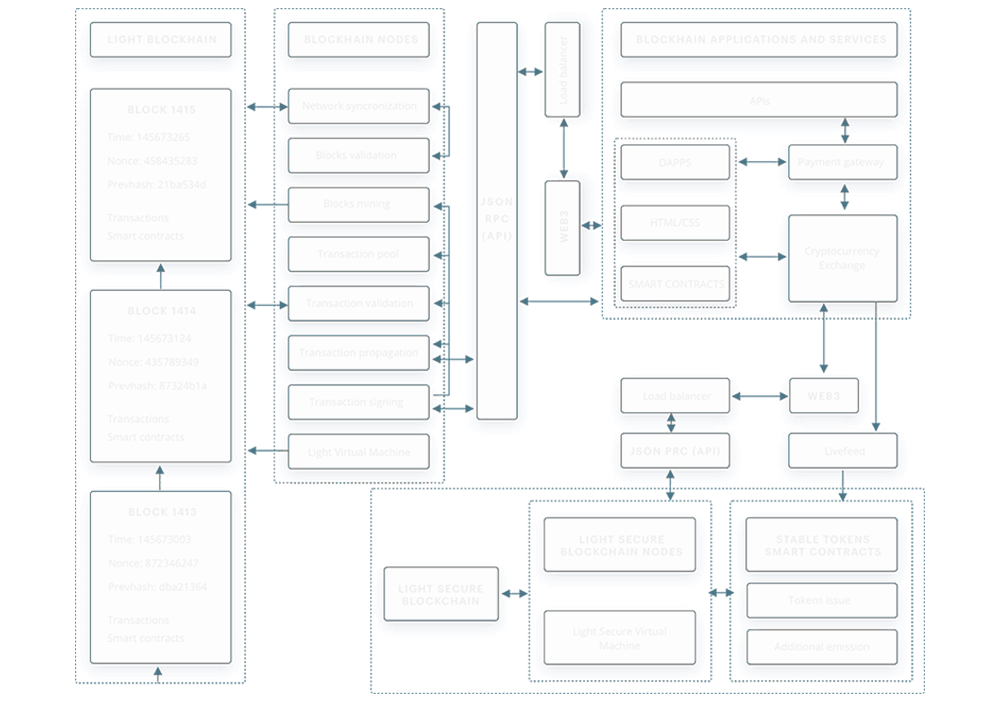 LIGHT BLOCKHAIN
BLOCK 1415
Time: 145673265
Nonce: 458435283
Prevhash: 21ba534d
Transactions
Smart contracts
BLOCK 1414
Time: 145673124
Nonce: 435789349
Prevhash: 87324b1a
Transactions
Smart contracts
BLOCK 1413
Time: 145673003
Nonce: 872346247
Prevhash: dba21364
Transactions
Smart contracts
BLOCKHAIN NODES
Network syncronization
Blocks validation
Blocks mining
Transaction pool
Transaction validation
Transaction propagation
Transaction signing
Light Virtual Machine
JSON
RPC
(API)
Load balancer
WEB3
BLOCKHAIN APPLICATIONS AND SERVICES
APIs
DAPPS
Payment gateway
HTML/CSS
Cryptocurrency
Exchange
SMART CONTRACTS
Load balancer
WEB3
JSON PRC (API)
Livefeed
LIGHT SECURE
BLOCKCHAIN
LIGHT SECURE
BLOCKCHAIN NODES
Light Secure Virtual
Machine
STABLE TOKENS
SMART CONTRACTS
Tokens issue
Additional emission